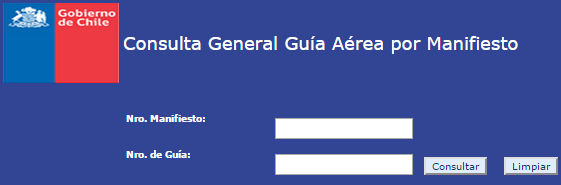 Gobierno
de Chile
Consulta General Guía Aérea por Manifiesto
Nro. Manifiesto:
Nro. de Guía:
Consultar
Limpiar